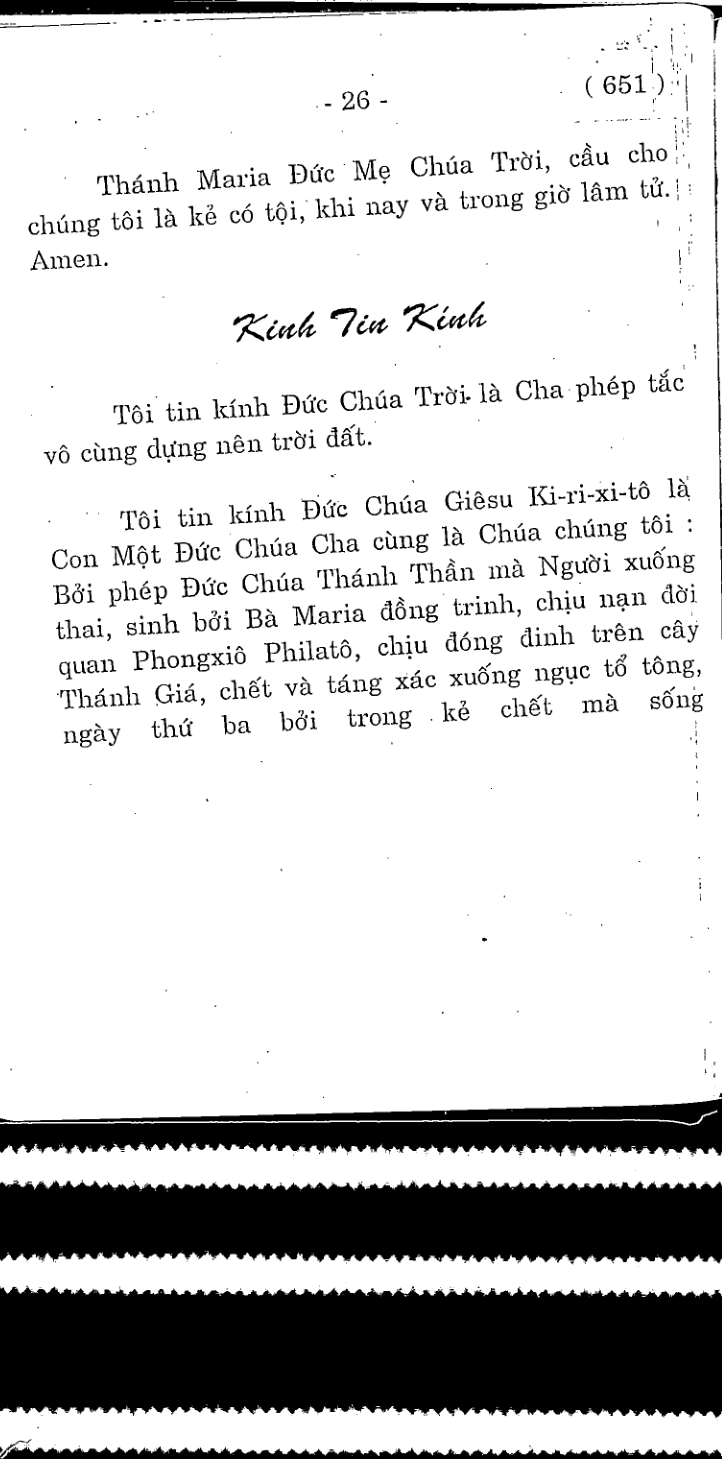 - 26 -
( 651 )
Thánh Maria Đức Mẹ Chúa Trời, cầu cho
chúng tôi là kẻ có tội, khi nay và trong giờ lâm tử.
Amen.
Kinh Tin Kính
Tôi tin kính Đức Chúa Trời là Cha phép tắc
vô cùng dựng nên trời đất.
Tôi tin kính Đức Chúa Giêsu Ki-ri-xi-tô là
Con Một Đức Chúa Cha cùng là Chúa chúng tôi :
Bởi phép Đức Chúa Thánh Thần mà Người xuống
thai, sinh bởi Bà Maria đồng trinh, chịu nạn đời
quan Phongxiô Philatô, chịu đóng đinh trên cây
Thánh Giá, chết và táng xác xuống ngục tổ tông,
ngày thứ ba bởi trong kẻ chết mà sống